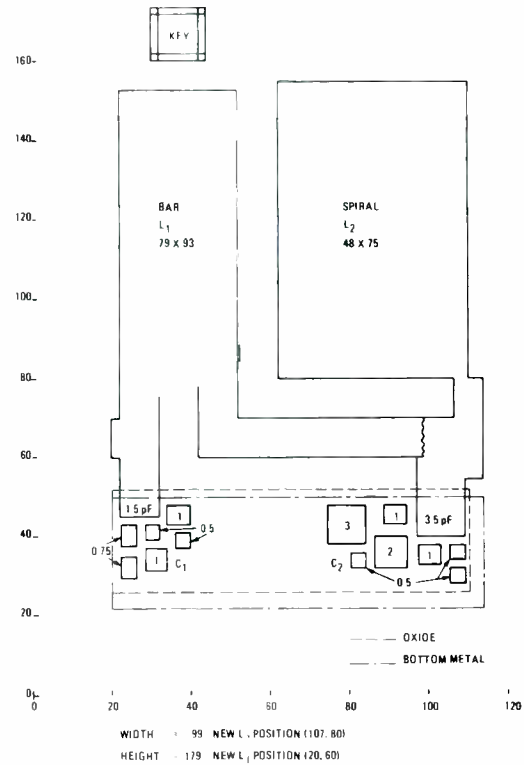 KEY
160-
140-
120-
100-
80-
60-
40-
20-
0
BAR
L1
79 X 93
SPIRAL
L2
48 X 75
1.5 pF
1
0.5
0.75
1
C1
3
1
3.5 pF
2
1
C2
0.5
OXIDE
BOTTOM METAL
0 20 40 60 80 100 120
WIDTH = 99 NEW L, POSITION (107, 80)
HEIGHT - 179 NEW L1 POSITION (20, 60)